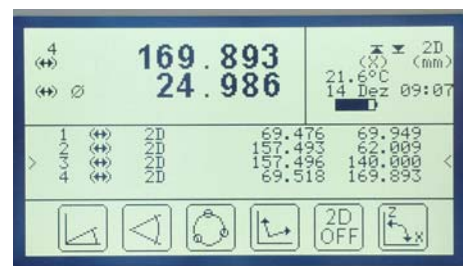 4
169.893
2D
(X) (mm)
Ø 24.986
21.6°C
14 Dez 09:07
1 2D 69.476 69.949
2 2D 157.493 62.009
> 3 2D 157.496 140.000 <
4 2D 69.518 169.893
2D
OFF
Z
X